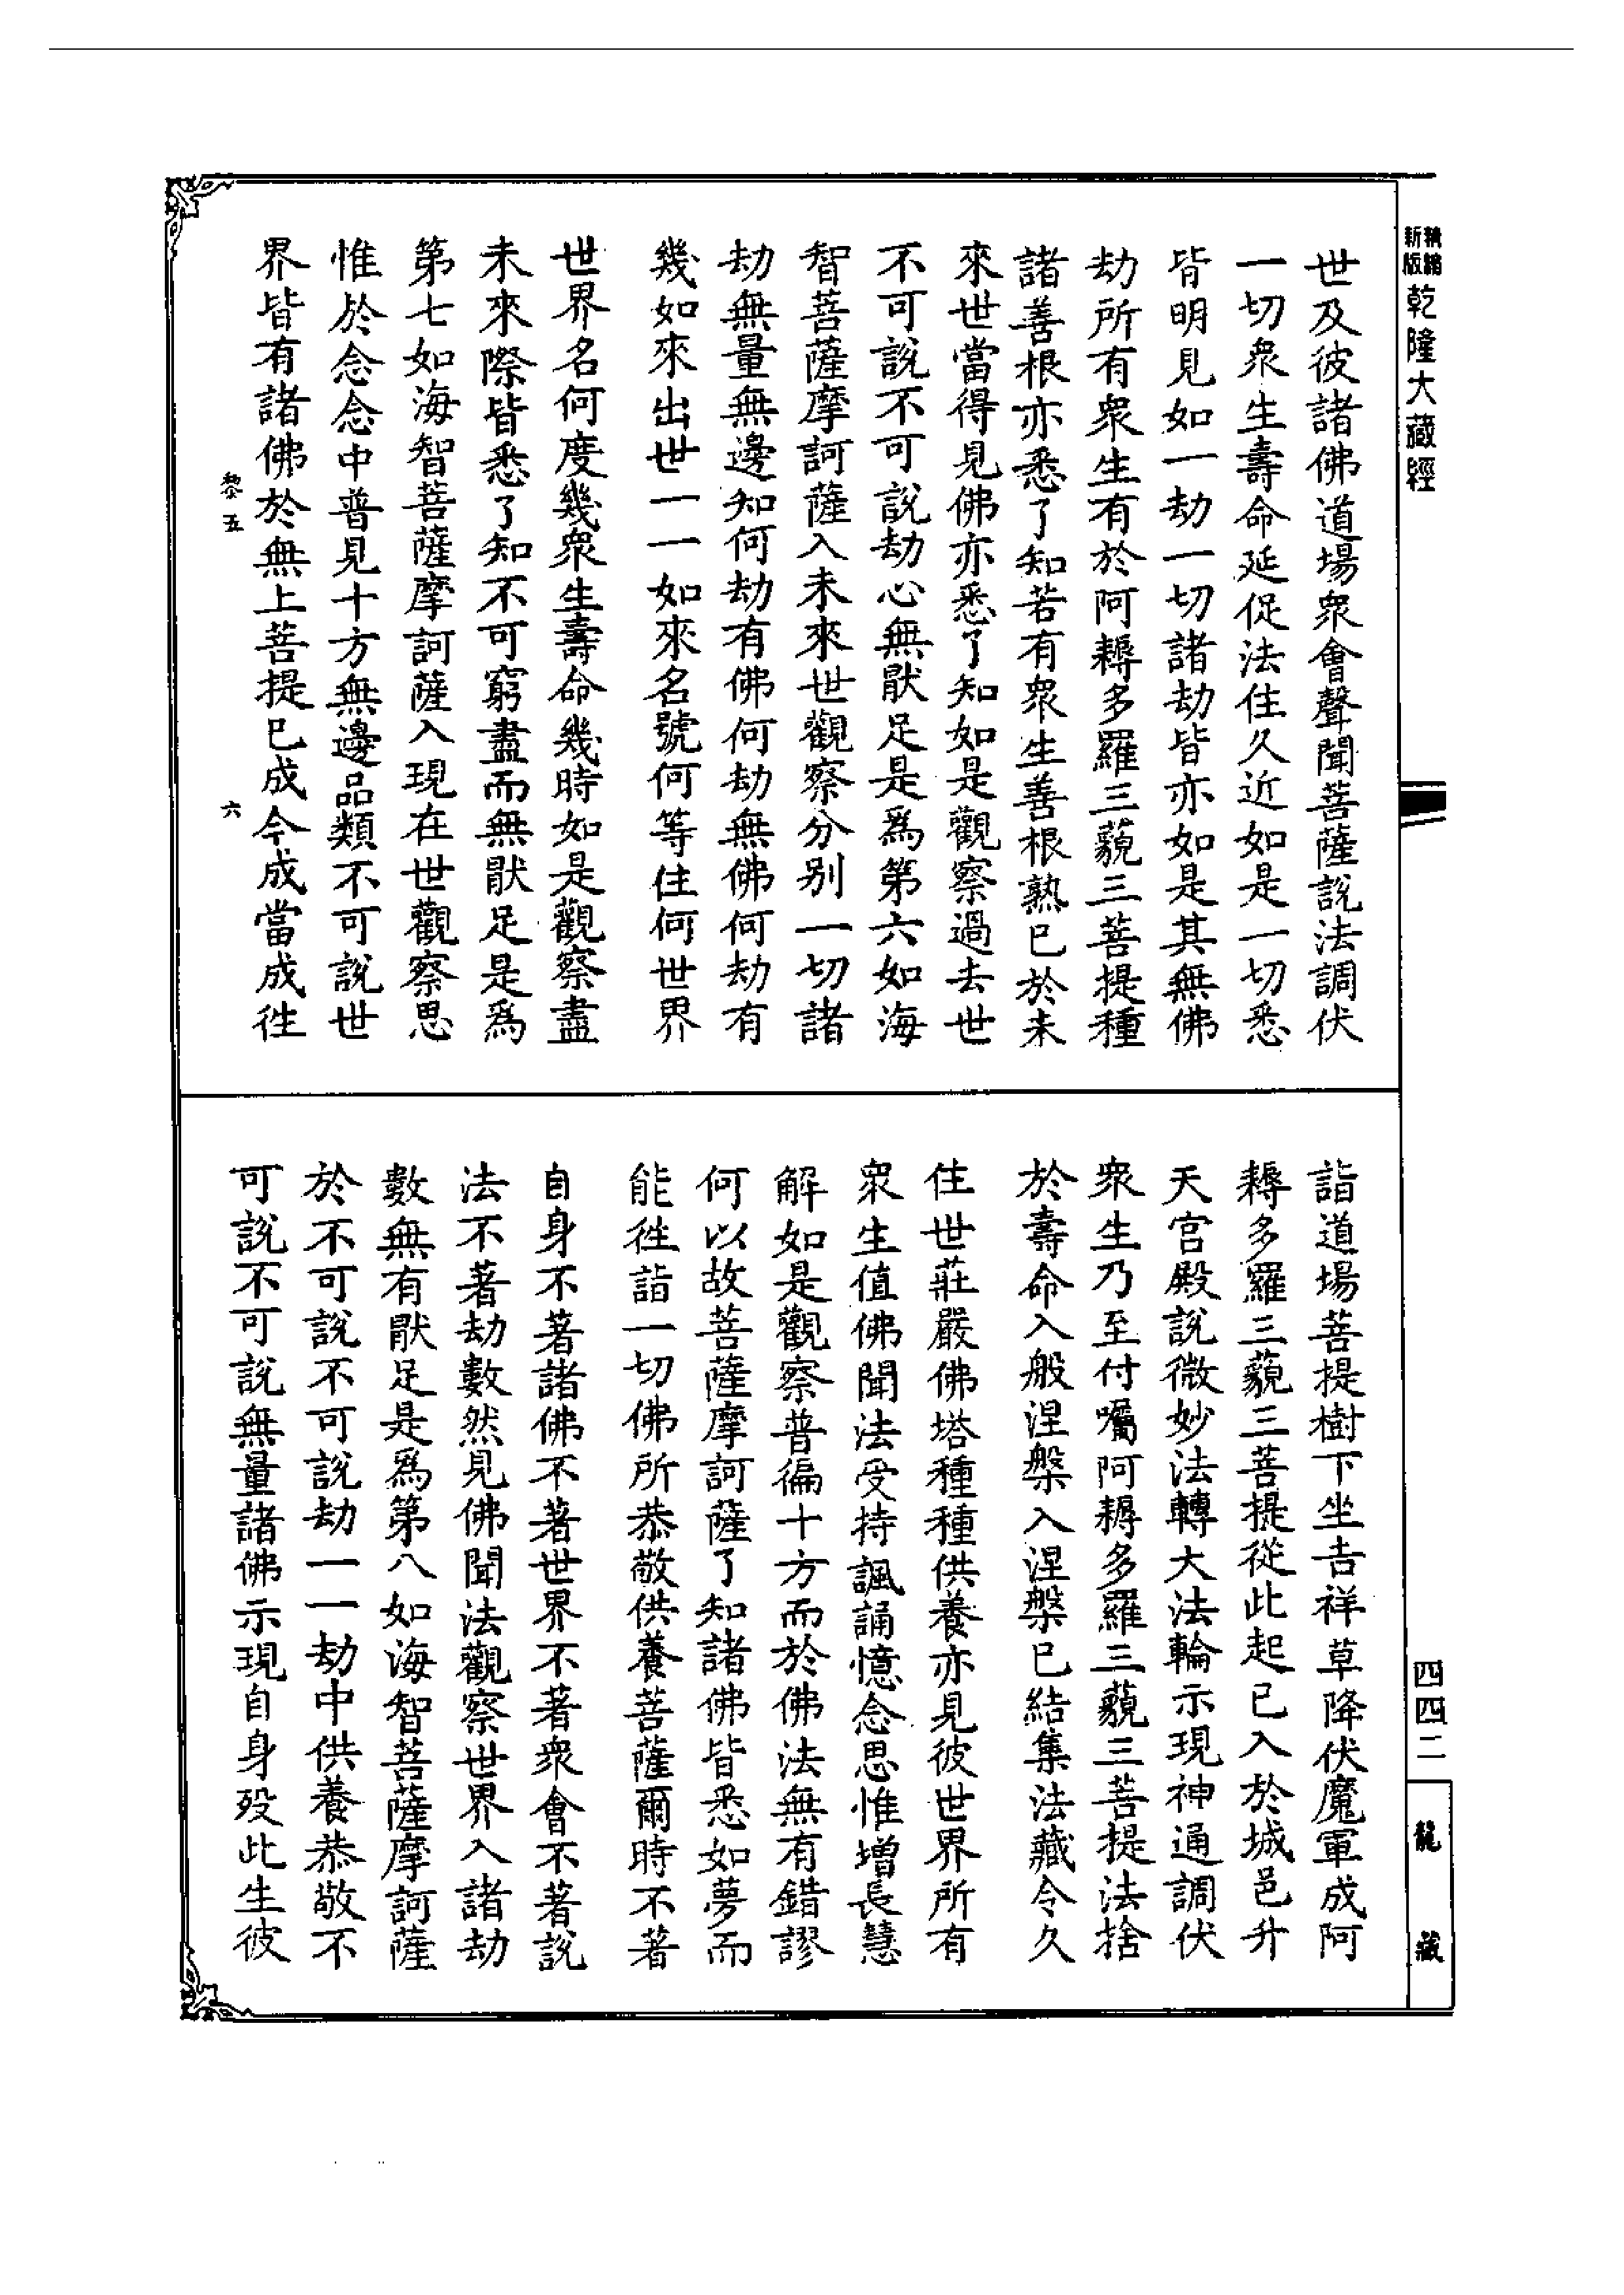 精縮
新版
乾隆大藏經
世及彼諸佛道場衆會聲聞菩薩説法調伏
一切衆生壽命延促法住久近如是一切悉
皆明見如一劫一切諸劫皆亦如是其無佛
劫所有衆生有於阿耨多羅三藐三菩提種
諸善根亦悉了知若有衆生善根熟已於未
來世當得見佛亦悉了知如是觀察過去世
不可説不可説劫心無厭足是爲第六如海
智菩薩摩訶薩入未來世觀察分别一切諸
劫無量無邊知何劫有佛何劫無佛何劫有
幾如來出世一一如來名號何等住何世界
世界名何度幾衆生壽命幾時如是觀察盡
未來際皆悉了知不可窮盡而無厭足是爲
第七如海智菩薩摩訶薩入現在世觀察思
惟於念念中普見十方無邊品類不可説世
界皆有諸佛於無上菩提已成今成當成徃
黎五
六
詣道場菩提樹下坐吉祥草降伏魔軍成阿
耨多羅三藐三菩提從此起已入於城邑升
天宫殿説微妙法轉大法輪示現神通調伏
衆生乃至付囑阿耨多羅三藐三菩提法捨
於壽命入般涅槃入涅槃已結集法藏令久
住世莊嚴佛塔種種供養亦見彼世界所有
衆生值佛聞法受持諷誦憶念思惟增長慧
解如是觀察普徧十方而於佛法無有錯謬
何以故菩薩摩訶薩了知諸佛皆悉如夢而
能徃詣一切佛所恭敬供養菩薩爾時不著
自身不著諸佛不著世界不著衆會不著説
法不著劫數然見佛聞法觀察世界入諸劫
數無有厭足是爲第八如海智菩薩摩訶薩
於不可説不可説劫一一劫中供養恭敬不
可説不可説無量諸佛示現自身殁此生彼
四四二
龍藏